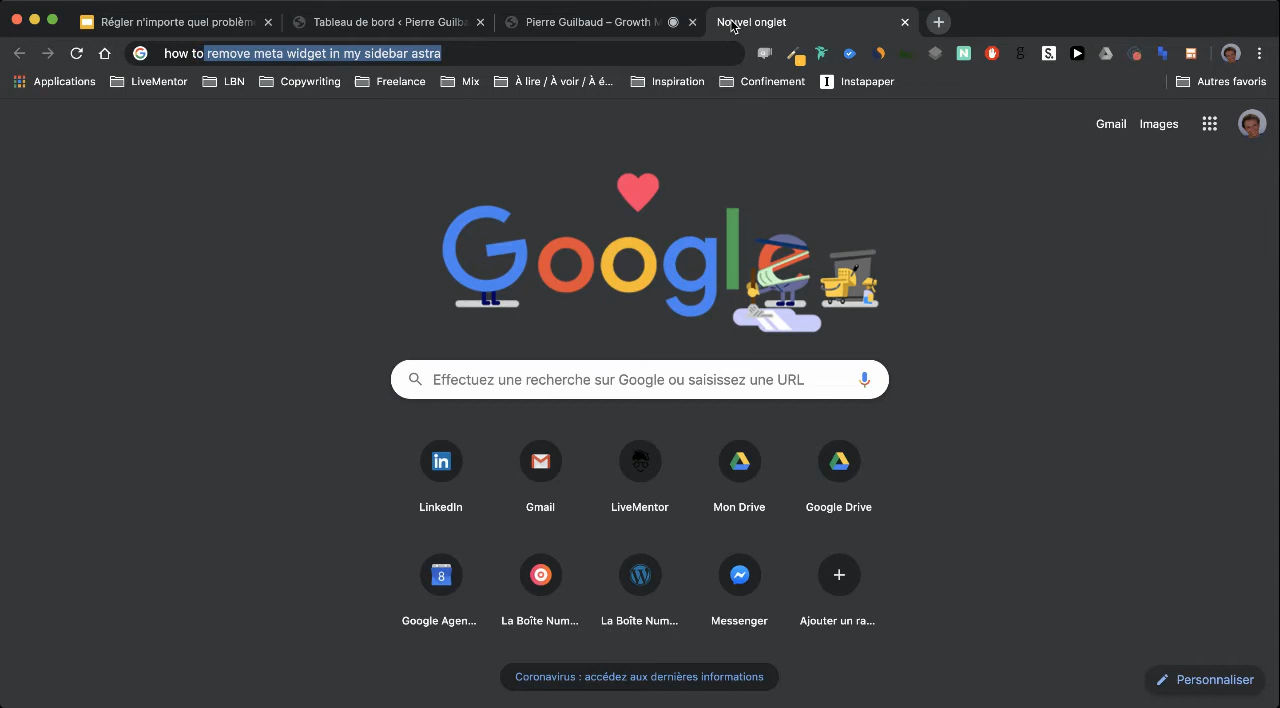 Régler n'importe quel problèm
Tableau de bord ‹ Pierre Guilba
Pierre Guilbaud – Growth M
Nouvel onglet
how to remove meta widget in my sidebar astra
Applications
LiveMentor
LBN
Copywriting
Freelance
Mix
À lire / À voir / À é...
Inspiration
Confinement
Instapaper
Autres favoris
Gmail
Images
Google
Effectuez une recherche sur Google ou saisissez une URL
LinkedIn
Gmail
LiveMentor
Mon Drive
Google Drive
Google Agen...
La Boîte Num...
La Boîte Num...
Messenger
Ajouter un ra...
Coronavirus : accédez aux dernières informations
Personnaliser